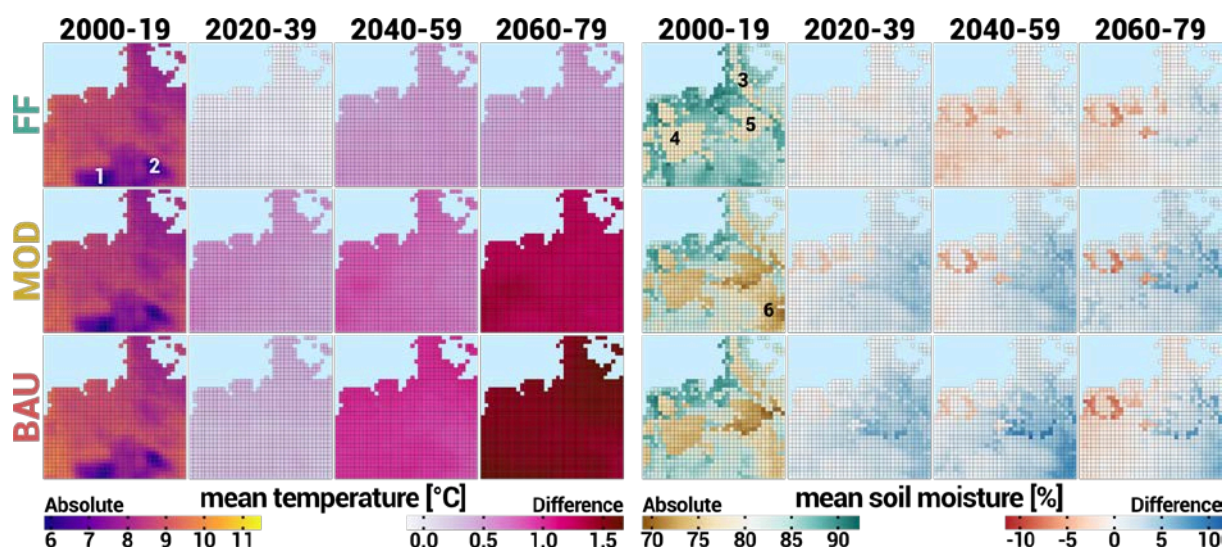 2000-19 2020-39 2040-59 2060-79 2000-19 2020-39 2040-59 2060-79
FF
1 2 3 4 5
MOD
6
BAU
Absolute mean temperature [°C] Difference Absolute mean soil moisture [%] Difference
6 7 8 9 10 11 0.0 0.5 1.0 1.5 70 75 80 85 90 -10 -5 0 5 10